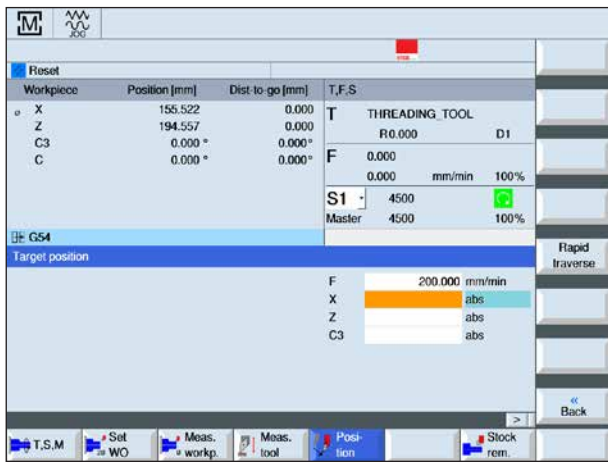 M
JOG
Reset
Workpiece Position [mm] Dist-to-go [mm] T,F,S
X 155.522 0.000
Z 194.557 0.000
C3 0.000 ° 0.000°
C 0.000 ° 0.000°
T THREADING_TOOL
R0.000 D1
F 0.000
0.000 mm/min 100%
S1 4500
Master 4500 100%
G54
Target position
F 200.000 mm/min
X abs
Z abs
C3 abs
Rapid
traverse
«
Back
>
T,S,M
Set
WO
Meas.
workp.
Meas.
tool
Posi-
tion
Stock
rem.